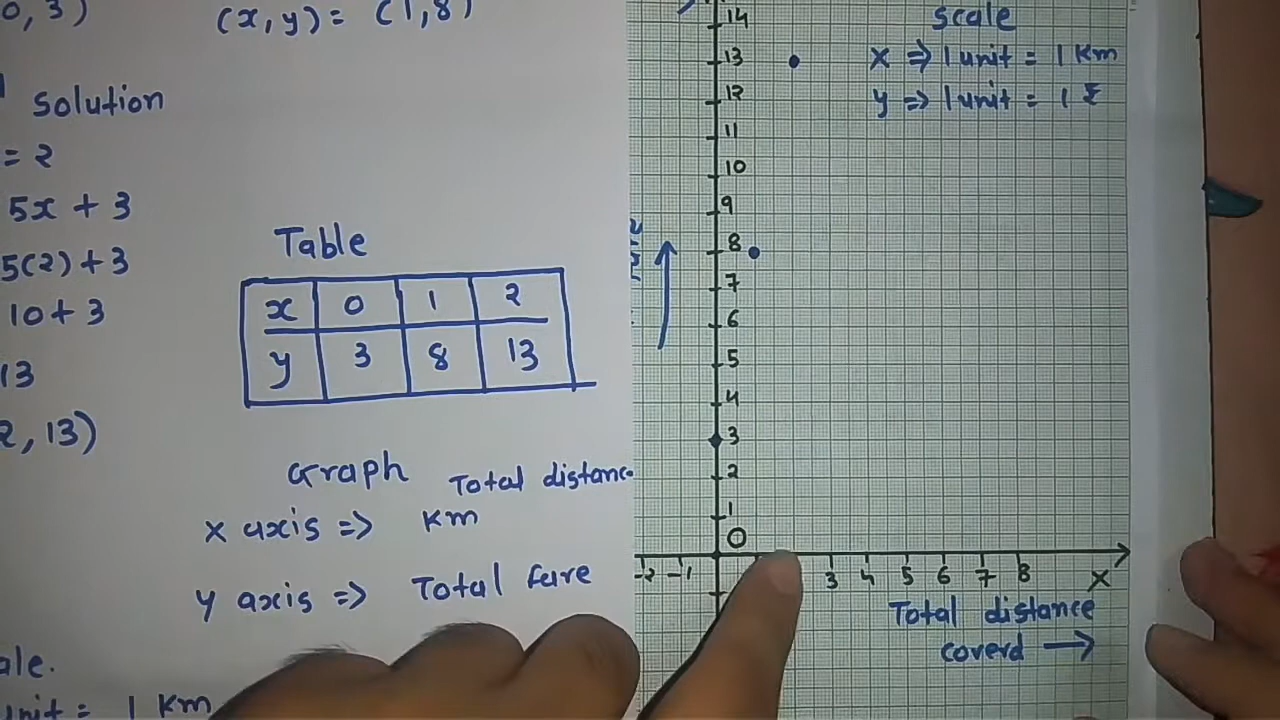 0, 3)
(x, y) = (1, 8)
solution
= 2
5x + 3
5(2) + 3
10 + 3
13
2, 13)
Table
x 0 1 2
y 3 8 13
Graph
Total distance
x axis => km
y axis => Total fare
ale.
unit = 1 km
scale
x => 1 unit = 1 km
y => 1 unit = 1 ₹
14
13
12
11
10
9
8
7
6
5
4
3
2
1
0
-2 -1 3 4 5 6 7 8 x
Total distance
coverd →